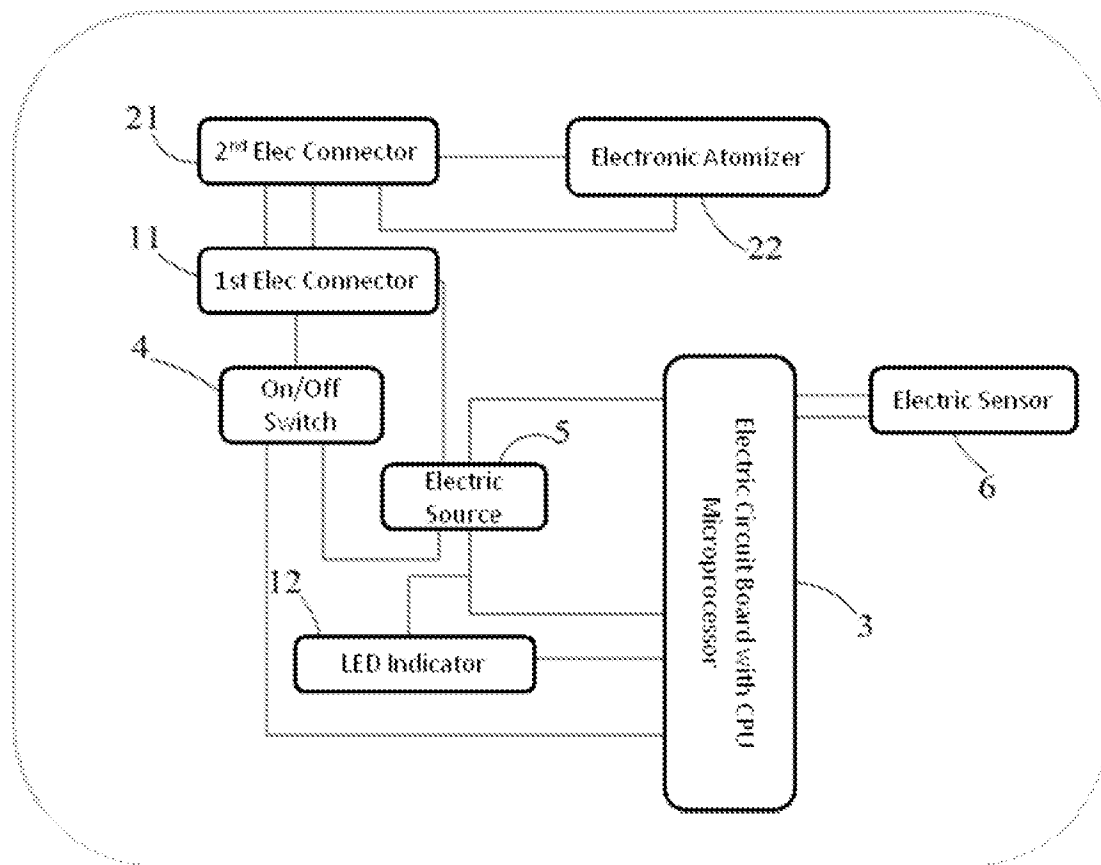 21
2nd Elec Connector
Electronic Atomizer
22
11
1st Elec Connector
4
On/Off
Switch
5
Electric
Source
Electric Circuit Board with CPU
Microprocessor
3
Electric Sensor
6
12
LED Indicator